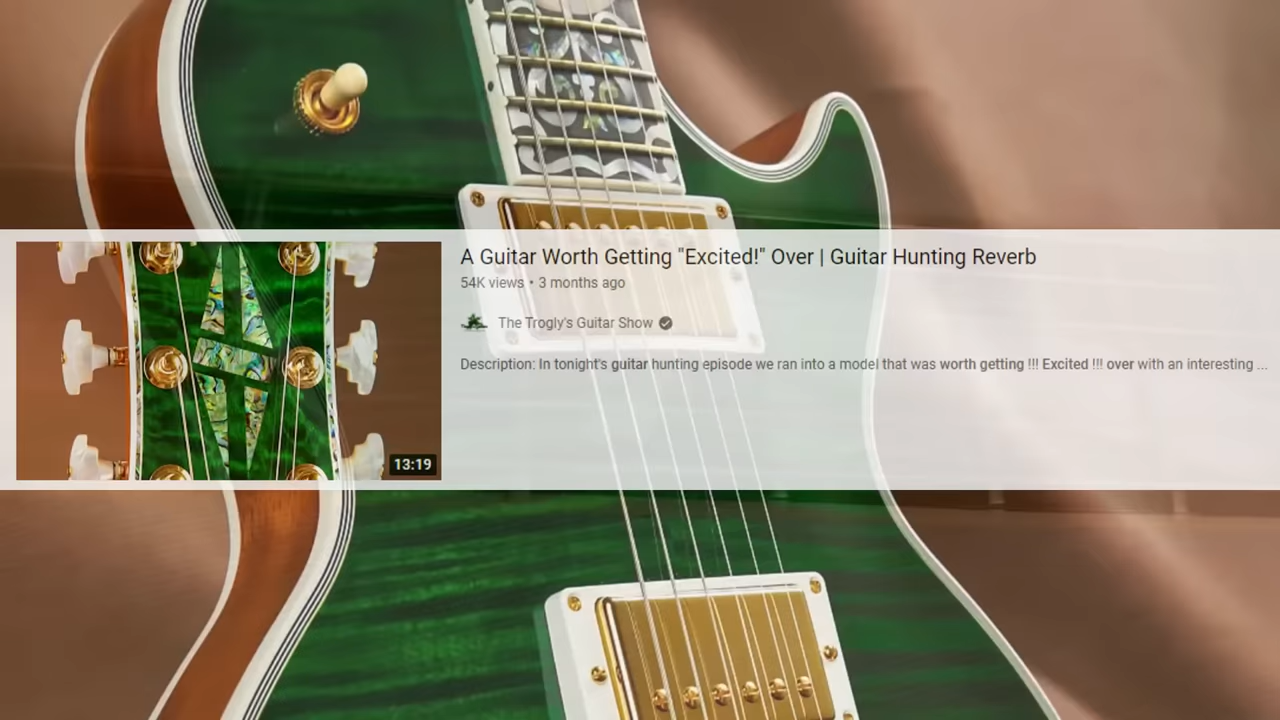 A Guitar Worth Getting "Excited!" Over | Guitar Hunting Reverb
54K views • 3 months ago
The Trogly's Guitar Show
Description: In tonight's guitar hunting episode we ran into a model that was worth getting !!! Excited !!! over with an interesting ...
13:19